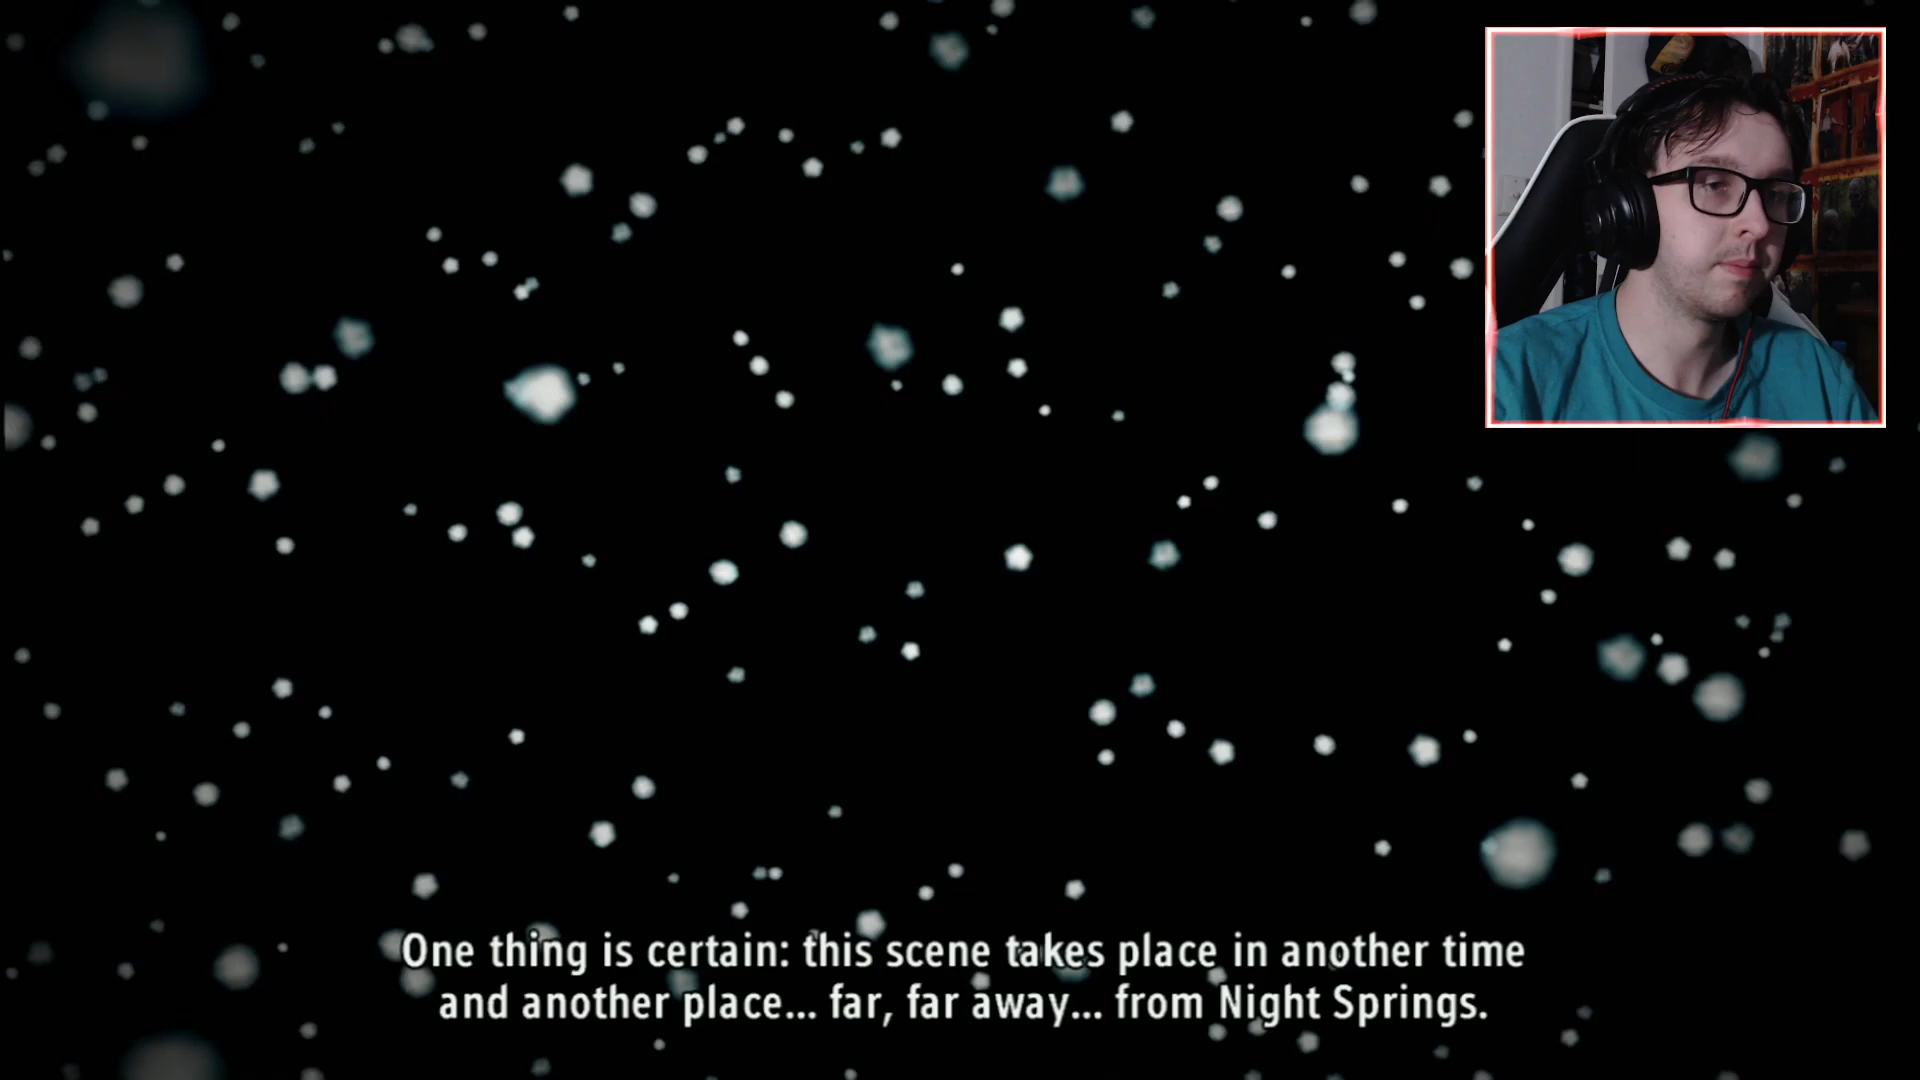 One thing is certain: this scene takes place in another time
and another place... far, far away... from Night Springs.